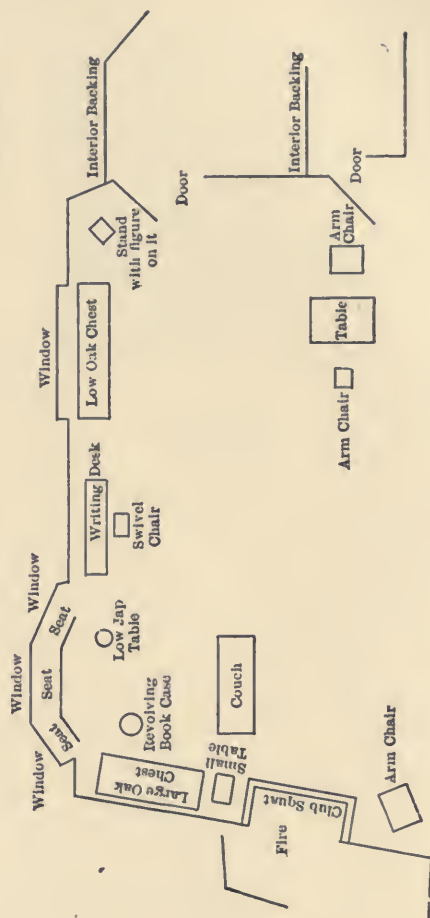 Window
Window
Window
Window
Seat
Seat
Seat
Large Oak
Chest
Revolving
Book Case
Low Jap
Table
Writing Desk
Swivel
Chair
Low Oak Chest
Stand
with figure
on it
Interior Backing
Small
Table
Couch
Door
Fire
Club Squat
Interior Backing
Arm Chair
Arm Chair
Table
Arm
Chair
Door